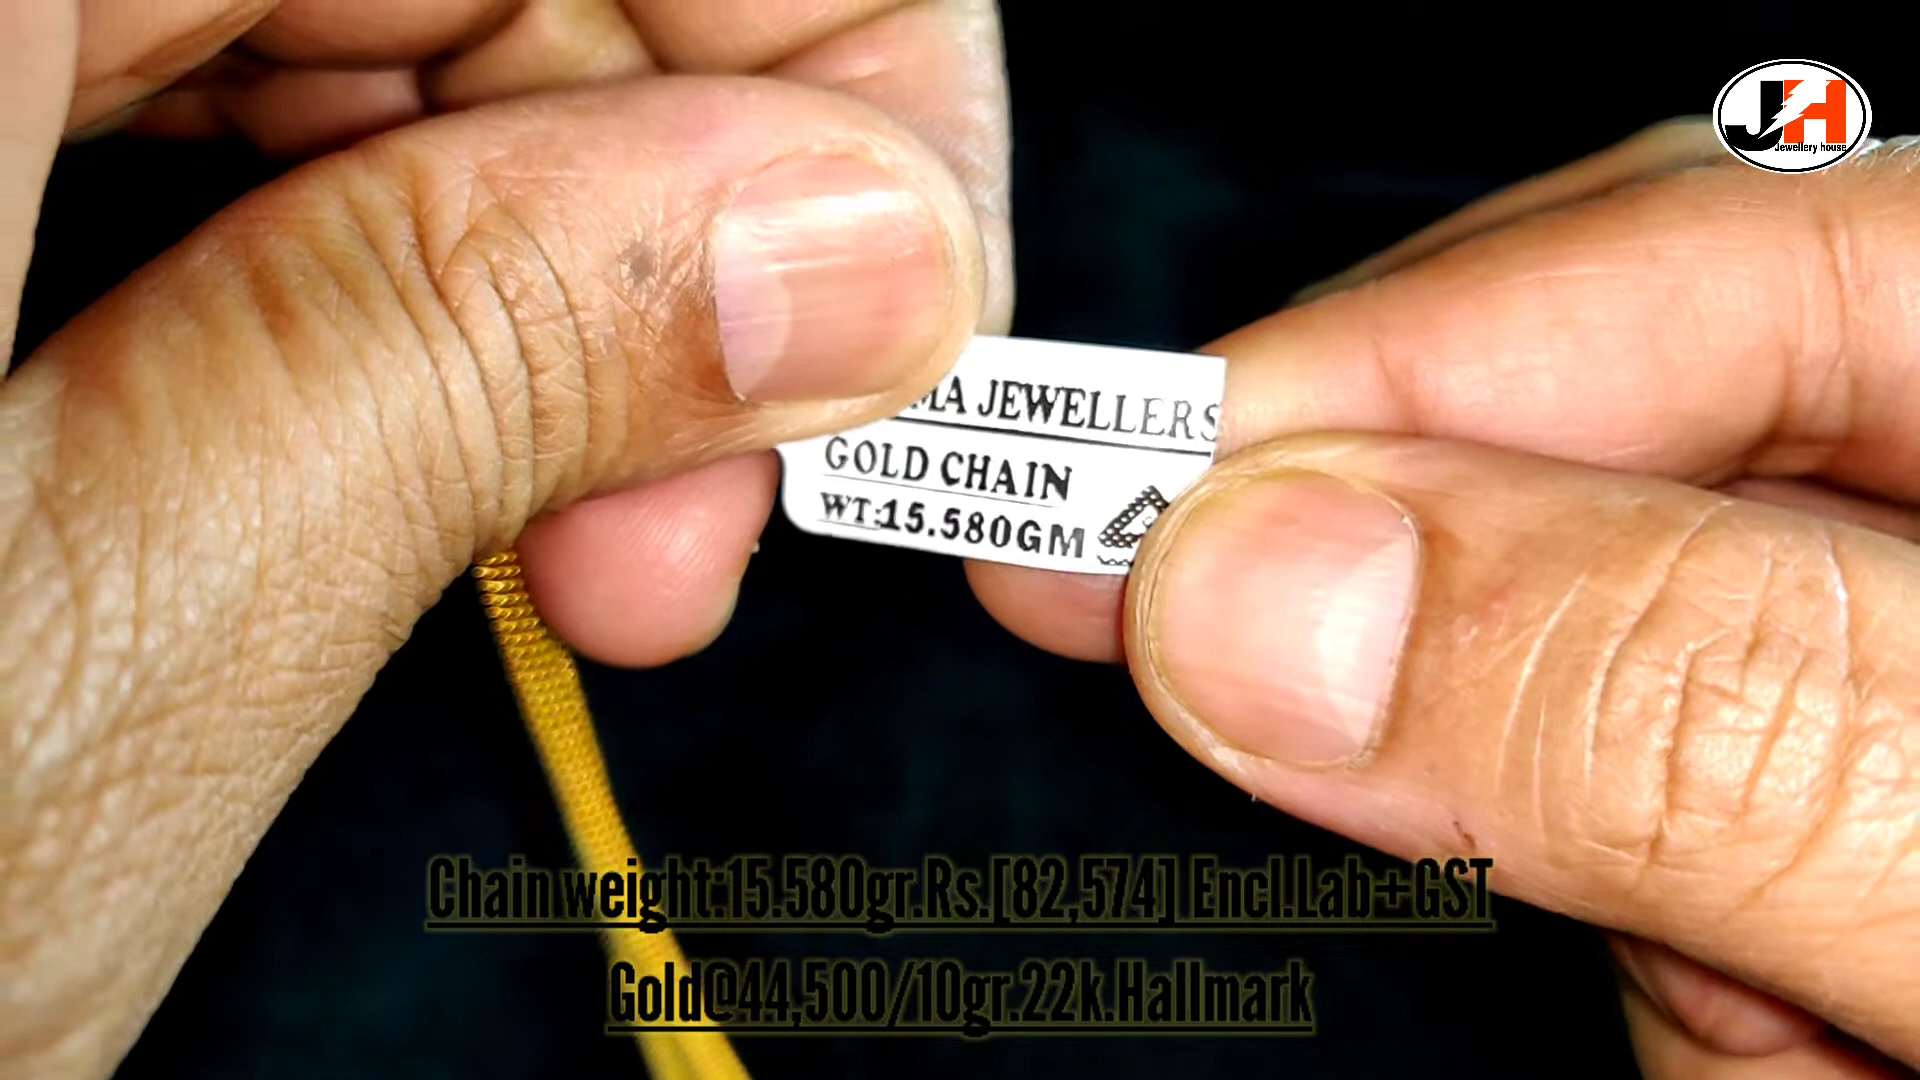 JH
Jewellery house
MA JEWELLERS
GOLD CHAIN
WT:15.580GM
Chain weight:15.580gr.Rs.[82,574] Encl.Lab+GST
Gold@44,500/10gr.22k.Hallmark